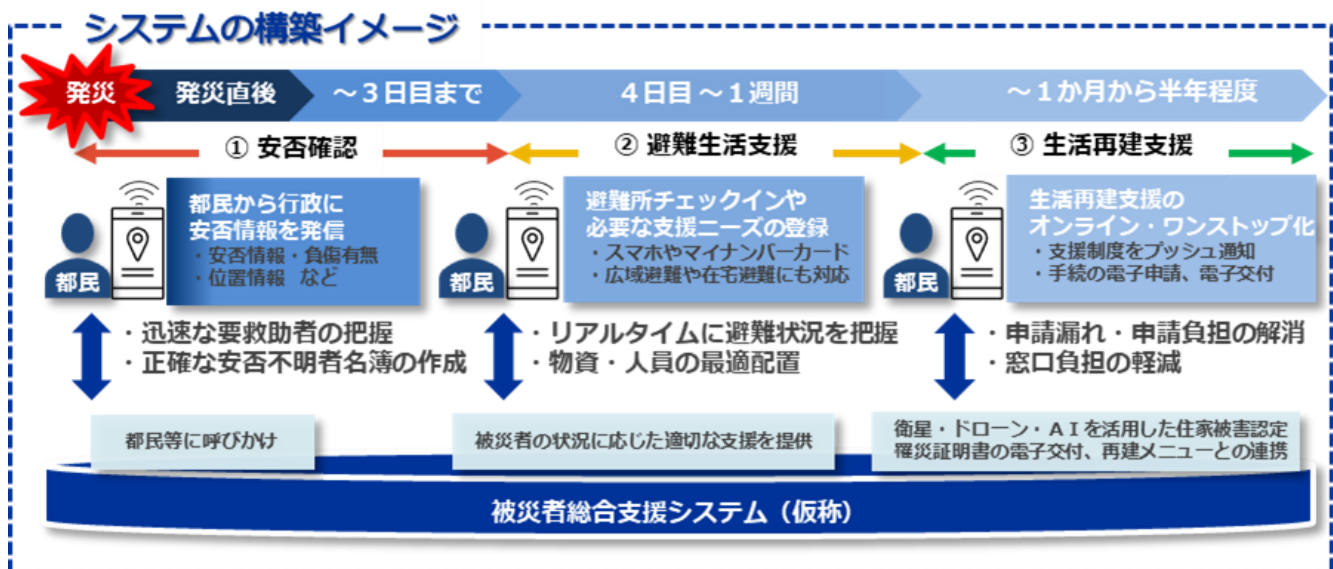 システムの構築イメージ
発災
発災直後
～３日目まで
４日目～１週間
～１か月から半年程度
① 安否確認
② 避難生活支援
③ 生活再建支援
都民から行政に
安否情報を発信
・安否情報・負傷有無
・位置情報 など
都民
避難所チェックインや
必要な支援ニーズの登録
・スマホやマイナンバーカード
・広域避難や在宅避難にも対応
都民
生活再建支援の
オンライン・ワンストップ化
・支援制度をプッシュ通知
・手続の電子申請、電子交付
都民
・迅速な要救助者の把握
・正確な安否不明者名簿の作成
・リアルタイムに避難状況を把握
・物資・人員の最適配置
・申請漏れ・申請負担の解消
・窓口負担の軽減
都民等に呼びかけ
被災者の状況に応じた適切な支援を提供
衛星・ドローン・ＡＩを活用した住家被害認定
罹災証明書の電子交付、再建メニューとの連携
被災者総合支援システム（仮称）